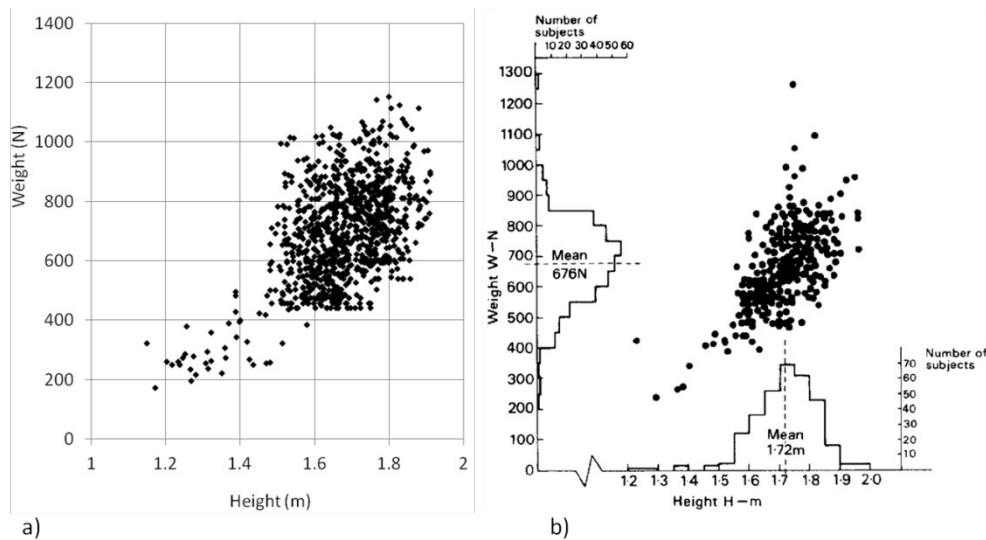 1400
1200
1000
800
600
400
200
0
Weight (N)
1
1.2
1.4
1.6
1.8
2
Height (m)
a)
Number of
subjects
10 20 30 40 50 60
1300
1200
1100
1000
900
800
700
600
500
400
300
200
100
0
Weight W–N
Mean
676N
Number of
subjects
70
60
50
40
30
20
10
Mean
1·72m
1·2 1·3 1·4 1·5 1·6 1·7 1·8 1·9 2·0
Height H–m
b)